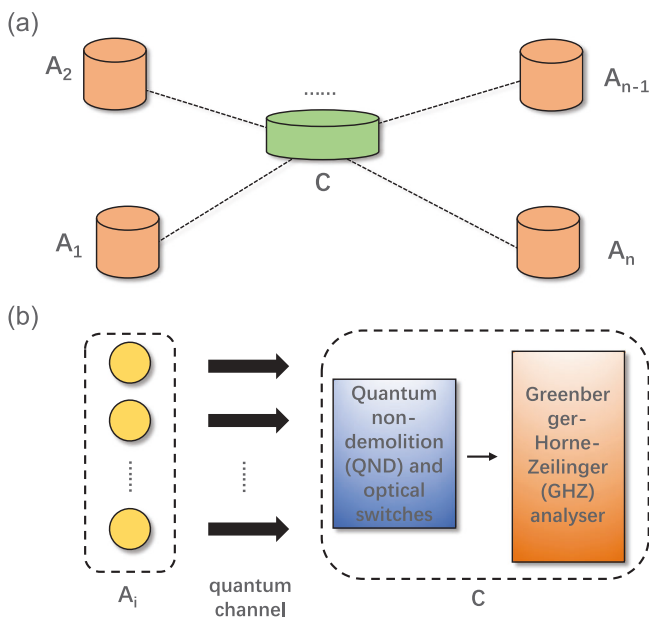 (a)
A2
......
An-1
C
A1
An
(b)
Quantum
non-
demolition
(QND) and
optical
switches
Greenber
ger-
Horne-
Zeilinger
(GHZ)
analyser
Ai
quantum
channel
C